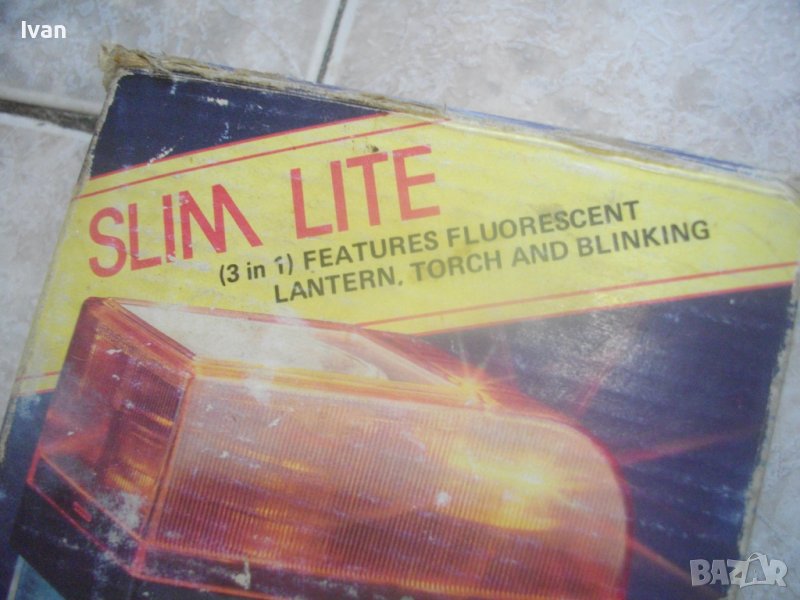 Ivan
SLIM LITE
(3 in 1) FEATURES FLUORESCENT
LANTERN, TORCH AND BLINKING
BAZAR